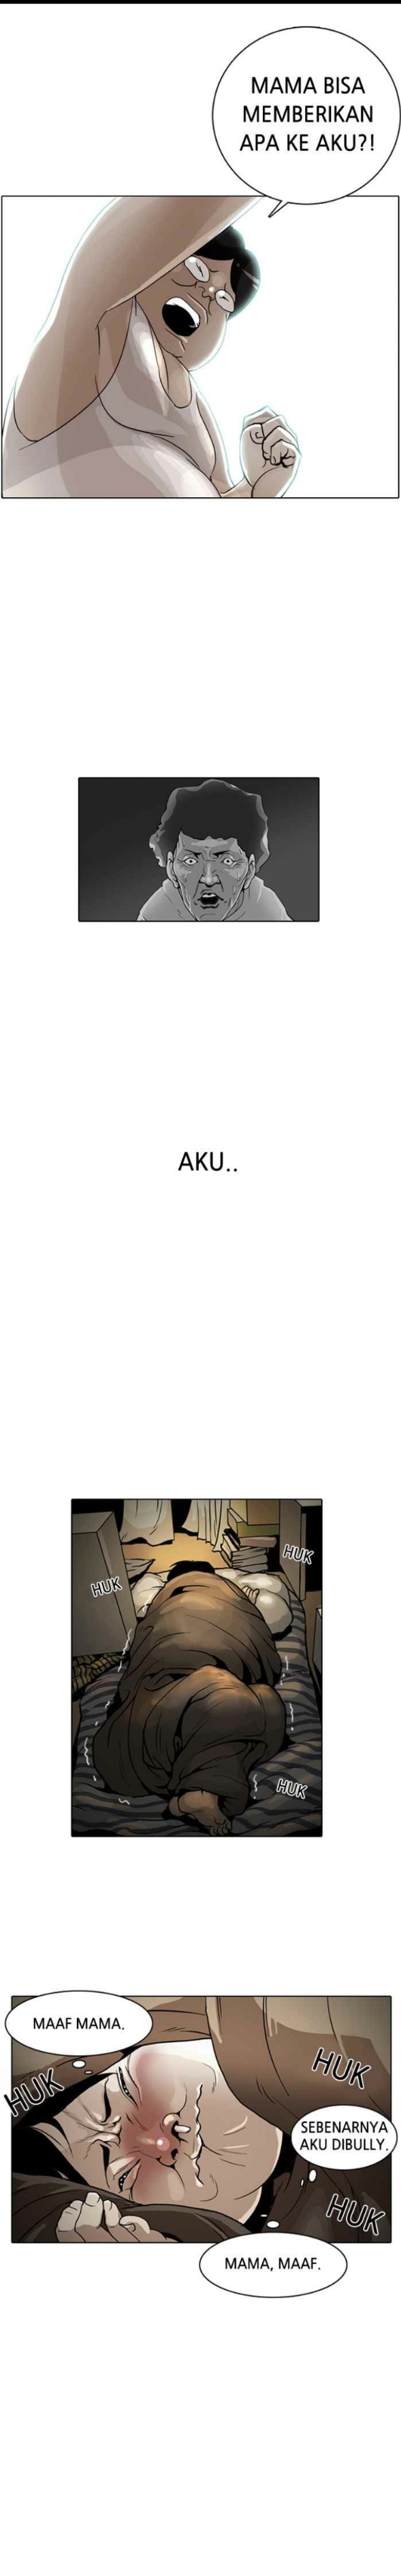 MAMA BISA
MEMBERIKAN
APA KE AKU?!
AKU..
HUK
HUK
HUK
MAAF MAMA.
HUK
HUK
SEBENARNYA
AKU DIBULLY.
HUK
MAMA, MAAF.